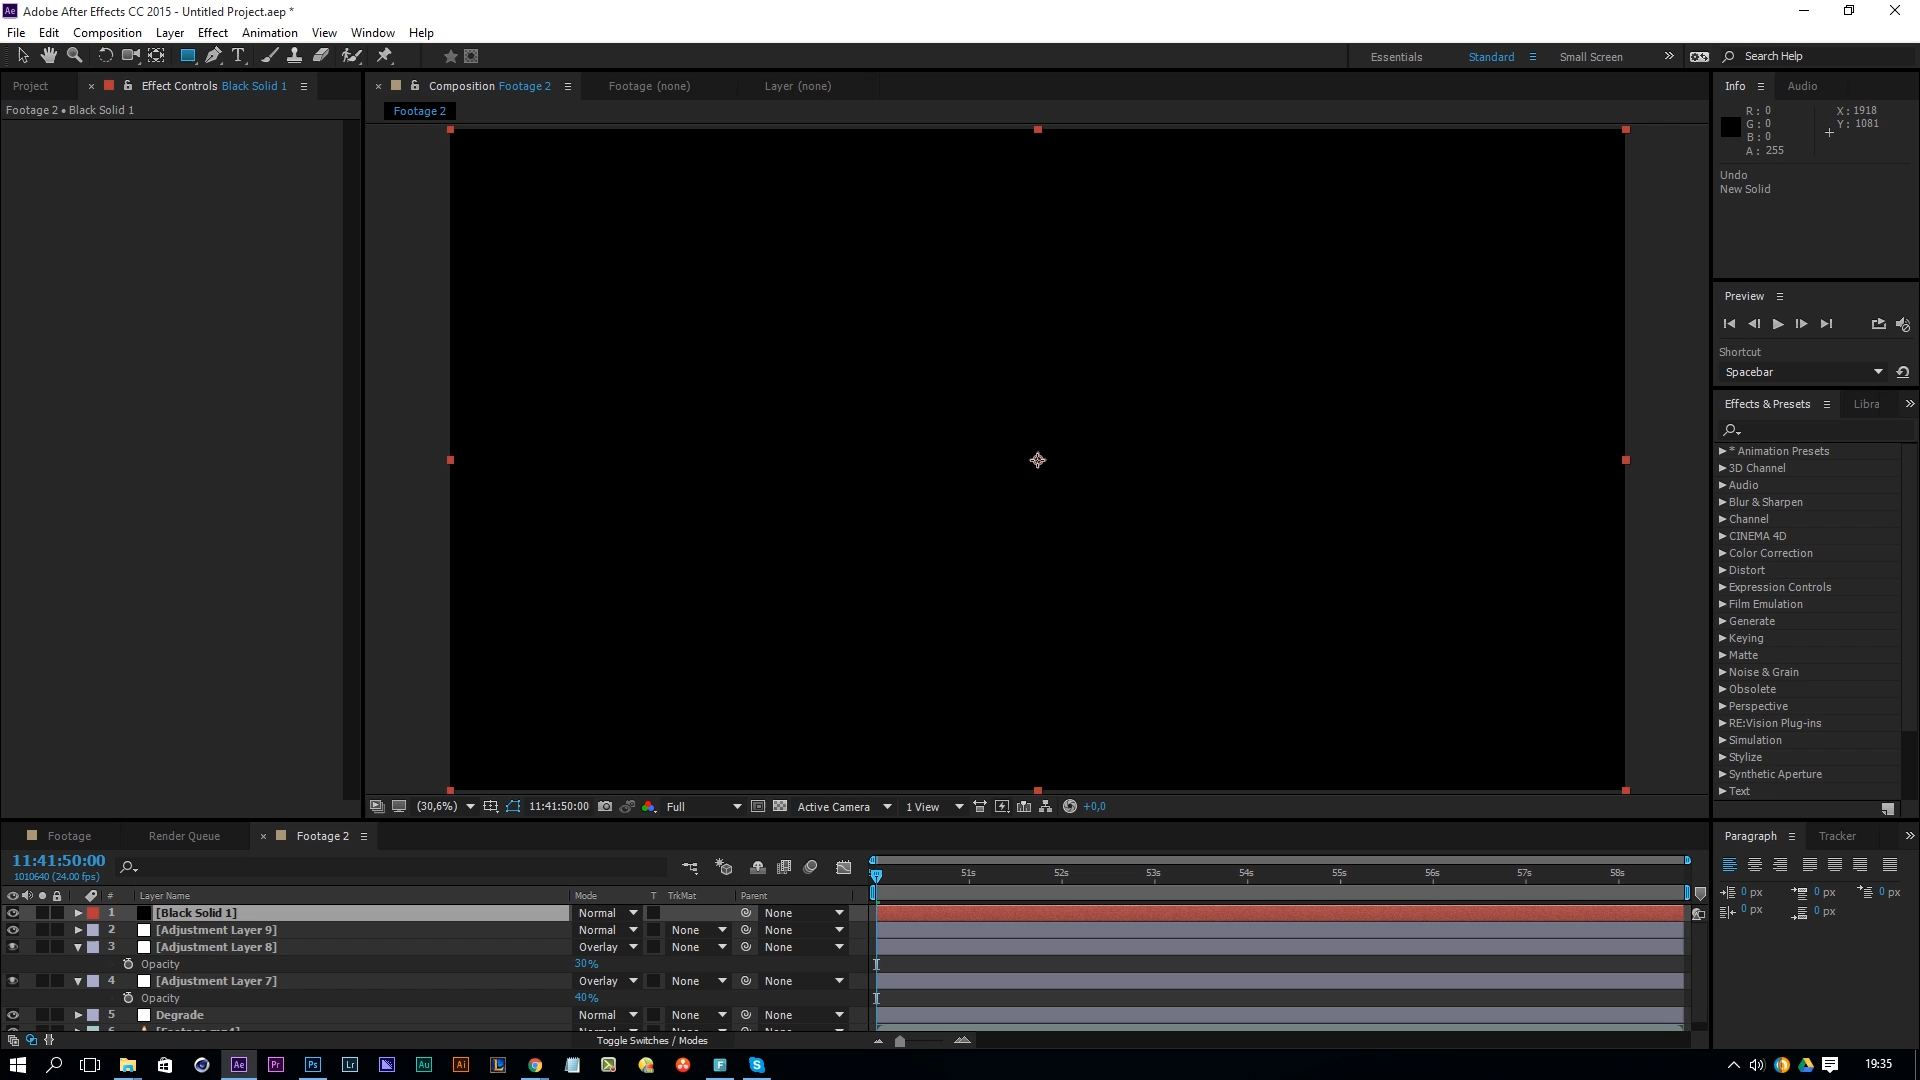 Adobe After Effects CC 2015 - Untitled Project.aep *
File Edit Composition Layer Effect Animation View Window Help
Essentials Standard Small Screen Search Help
Project Effect Controls Black Solid 1
Composition Footage 2 Footage (none) Layer (none)
Info Audio
Footage 2 • Black Solid 1
Footage 2
R: 0 X: 1918
G: 0 Y: 1081
B: 0
A: 255
Undo
New Solid
Preview
Shortcut
Spacebar
Effects & Presets Libra
* Animation Presets
3D Channel
Audio
Blur & Sharpen
Channel
CINEMA 4D
Color Correction
Distort
Expression Controls
Film Emulation
Generate
Keying
Matte
Noise & Grain
Obsolete
Perspective
RE:Vision Plug-ins
Simulation
Stylize
Synthetic Aperture
Text
(30,6%) 11:41:50:00 Full Active Camera 1 View +0,0
Footage Render Queue Footage 2
Paragraph Tracker
11:41:50:00
1010640 (24.00 fps)
51s 52s 53s 54s 55s 56s 57s 58s
# Layer Name Mode T TrkMat Parent
0 px 0 px 0 px
0 px 0 px
1 [Black Solid 1] Normal None
2 [Adjustment Layer 9] Normal None None
3 [Adjustment Layer 8] Overlay None None
Opacity 30%
4 [Adjustment Layer 7] Overlay None None
Opacity 40%
5 Degrade Normal None None
Toggle Switches / Modes
Ae Pr Ps Lr Au Ai L F S
19:35